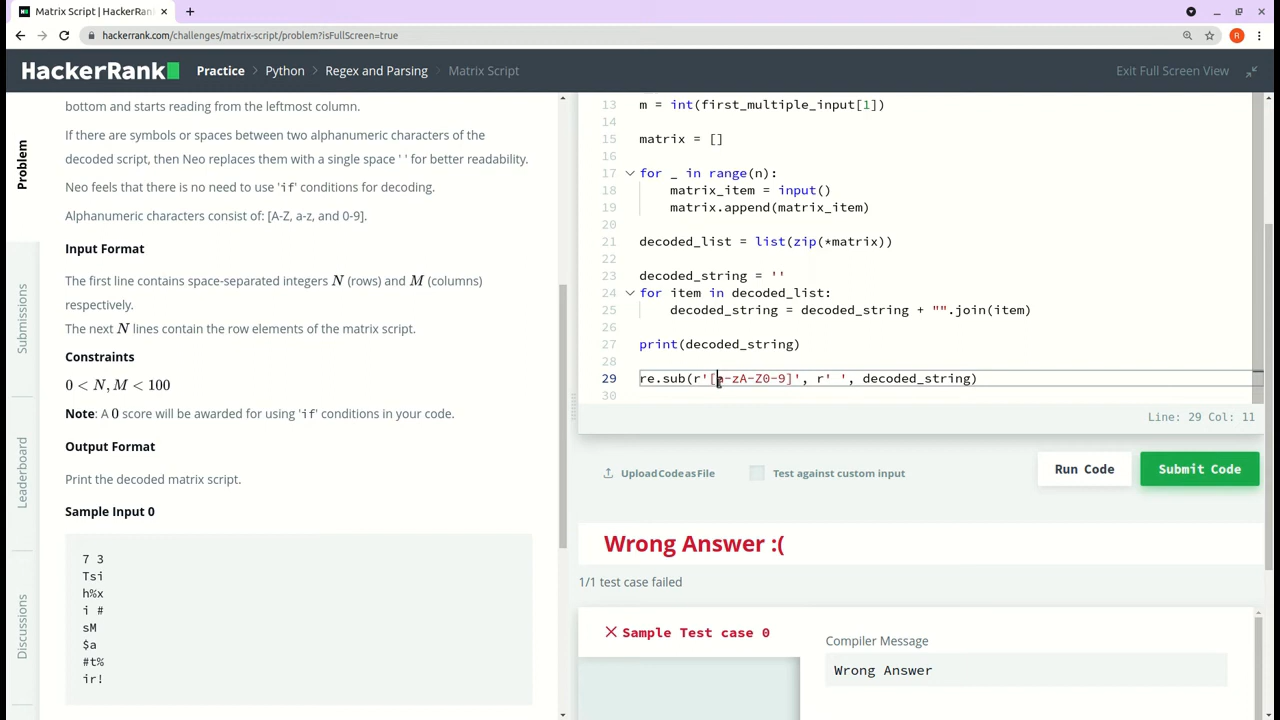 Matrix Script | HackerRan
hackerrank.com/challenges/matrix-script/problem?isFullScreen=true
R
HackerRank
Practice
Python
Regex and Parsing
Matrix Script
Exit Full Screen View
Problem
Submissions
Leaderboard
Discussions
bottom and starts reading from the leftmost column.
If there are symbols or spaces between two alphanumeric characters of the
decoded script, then Neo replaces them with a single space ' ' for better readability.
Neo feels that there is no need to use 'if' conditions for decoding.
Alphanumeric characters consist of: [A-Z, a-z, and 0-9].
Input Format
The first line contains space-separated integers N (rows) and M (columns)
respectively.
The next N lines contain the row elements of the matrix script.
Constraints
0 < N, M < 100
Note: A 0 score will be awarded for using 'if' conditions in your code.
Output Format
Print the decoded matrix script.
Sample Input 0
7 3
Tsi
h%x
i #
sM
$a
#t%
ir!
13 m = int(first_multiple_input[1])
14
15 matrix = []
16
17 for _ in range(n):
18 matrix_item = input()
19 matrix.append(matrix_item)
20
21 decoded_list = list(zip(*matrix))
22
23 decoded_string = ''
24 for item in decoded_list:
25 decoded_string = decoded_string + "".join(item)
26
27 print(decoded_string)
28
29 re.sub(r'[a-zA-Z0-9]', r' ', decoded_string)
30
Line: 29 Col: 11
Upload Code as File
Test against custom input
Run Code
Submit Code
Wrong Answer :(
1/1 test case failed
Sample Test case 0
Compiler Message
Wrong Answer